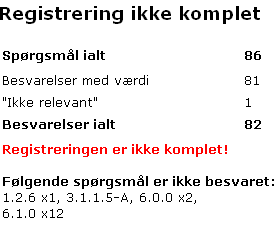 Registrering ikke komplet
Spørgsmål ialt 86
Besvarelser med værdi 81
"Ikke relevant" 1
Besvarelser ialt 82
Registreringen er ikke komplet!
Følgende spørgsmål er ikke besvaret:
1.2.6 x1, 3.1.1.5-A, 6.0.0 x2,
6.1.0 x12